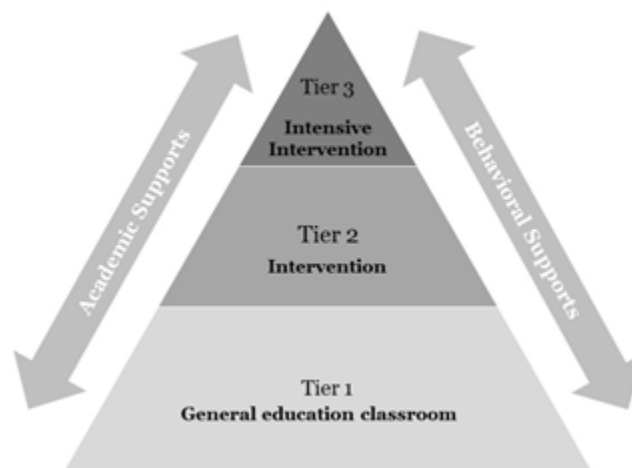 Tier 3
Intensive
Intervention
Academic Supports
Behavioral Supports
Tier 2
Intervention
Tier 1
General education classroom